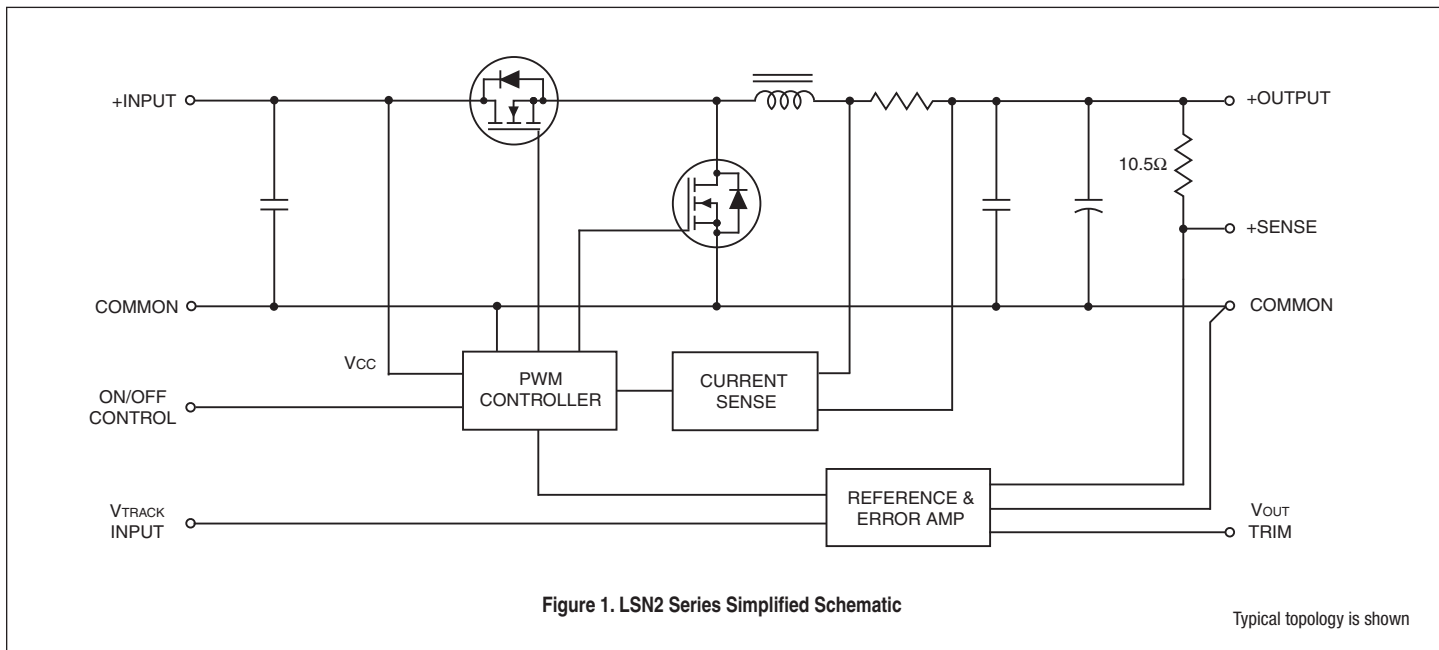 +INPUT
+OUTPUT
10.5Ω
+SENSE
COMMON
COMMON
VCC
ON/OFF
CONTROL
PWM
CONTROLLER
CURRENT
SENSE
VTRACK
INPUT
REFERENCE &
ERROR AMP
VOUT
TRIM
Figure 1. LSN2 Series Simplified Schematic
Typical topology is shown